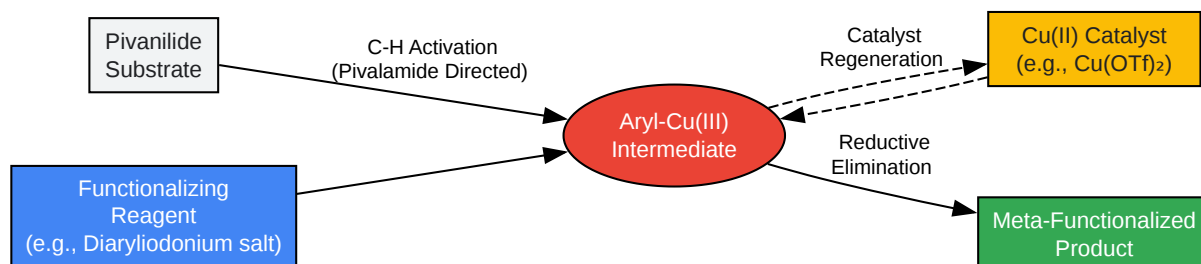 Pivanilide
Substrate
C-H Activation
(Pivalamide Directed)
Catalyst
Regeneration
Cu(II) Catalyst
(e.g., Cu(OTf)₂)
Aryl-Cu(III)
Intermediate
Functionalizing
Reagent
(e.g., Diaryliodonium salt)
Reductive
Elimination
Meta-Functionalized
Product